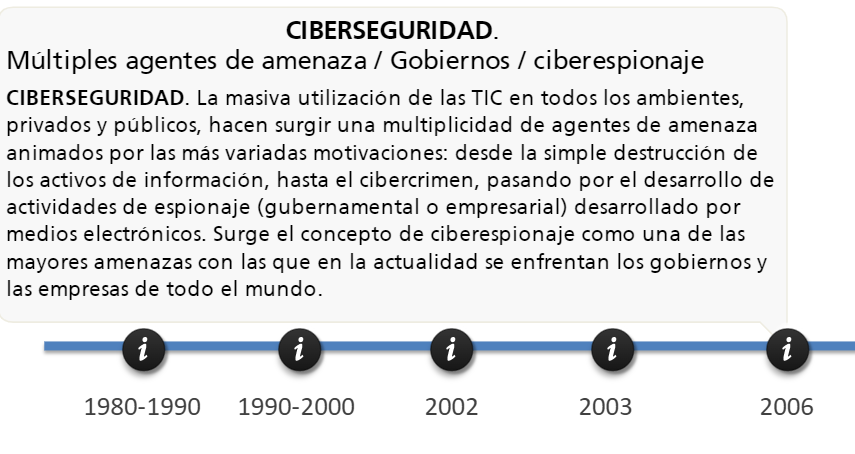 CIBERSEGURIDAD.
Múltiples agentes de amenaza / Gobiernos / ciberespionaje
CIBERSEGURIDAD. La masiva utilización de las TIC en todos los ambientes,
privados y públicos, hacen surgir una multiplicidad de agentes de amenaza
animados por las más variadas motivaciones: desde la simple destrucción de
los activos de información, hasta el cibercrimen, pasando por el desarrollo de
actividades de espionaje (gubernamental o empresarial) desarrollado por
medios electrónicos. Surge el concepto de ciberespionaje como una de las
mayores amenazas con las que en la actualidad se enfrentan los gobiernos y
las empresas de todo el mundo.
i i i i i
1980-1990 1990-2000 2002 2003 2006